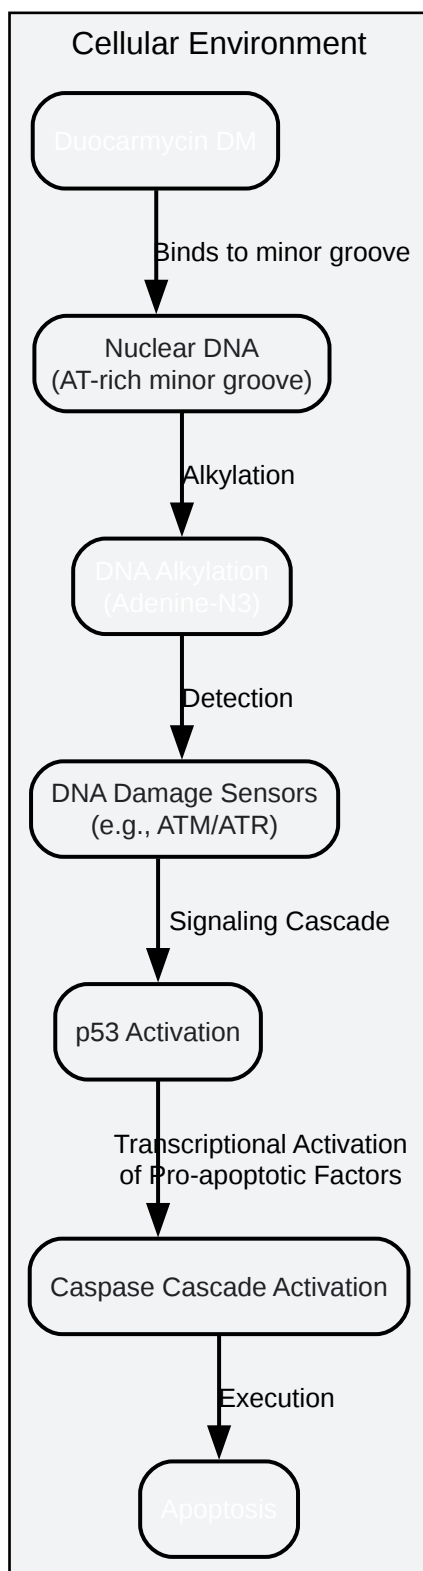 Cellular Environment
Duocarmycin DM
Binds to minor groove
Nuclear DNA
(AT-rich minor groove)
Alkylation
DNA Alkylation
(Adenine-N3)
Detection
DNA Damage Sensors
(e.g., ATM/ATR)
Signaling Cascade
p53 Activation
Transcriptional Activation
of Pro-apoptotic Factors
Caspase Cascade Activation
Execution
Apoptosis